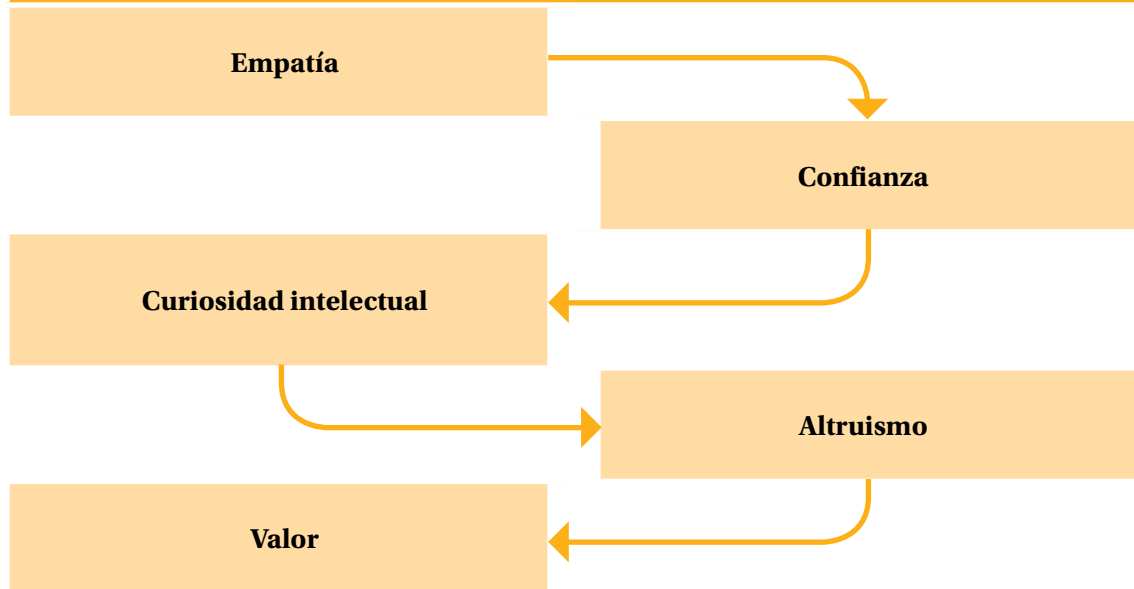 Empatía
Confianza
Curiosidad intelectual
Altruismo
Valor